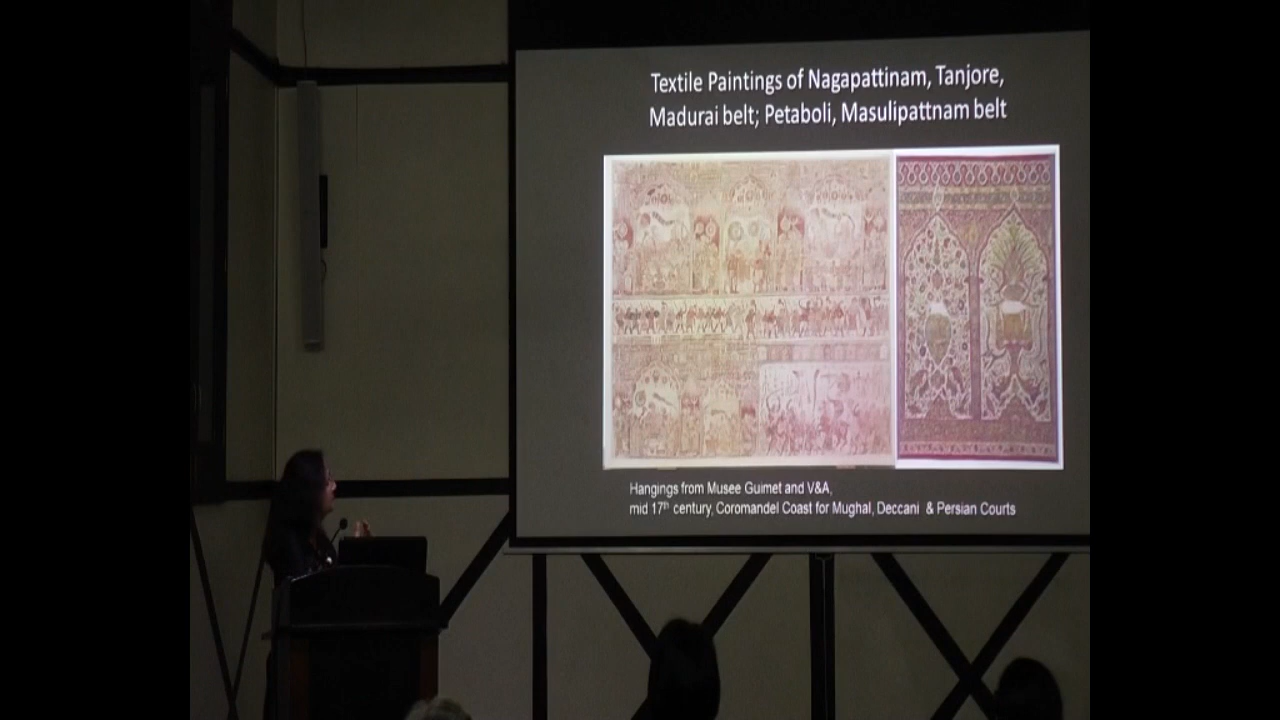 Textile Paintings of Nagapattinam, Tanjore,
Madurai belt; Petaboli, Masulipattnam belt
Hangings from Musee Guimet and V&A,
mid 17th century, Coromandel Coast for Mughal, Deccani & Persian Courts